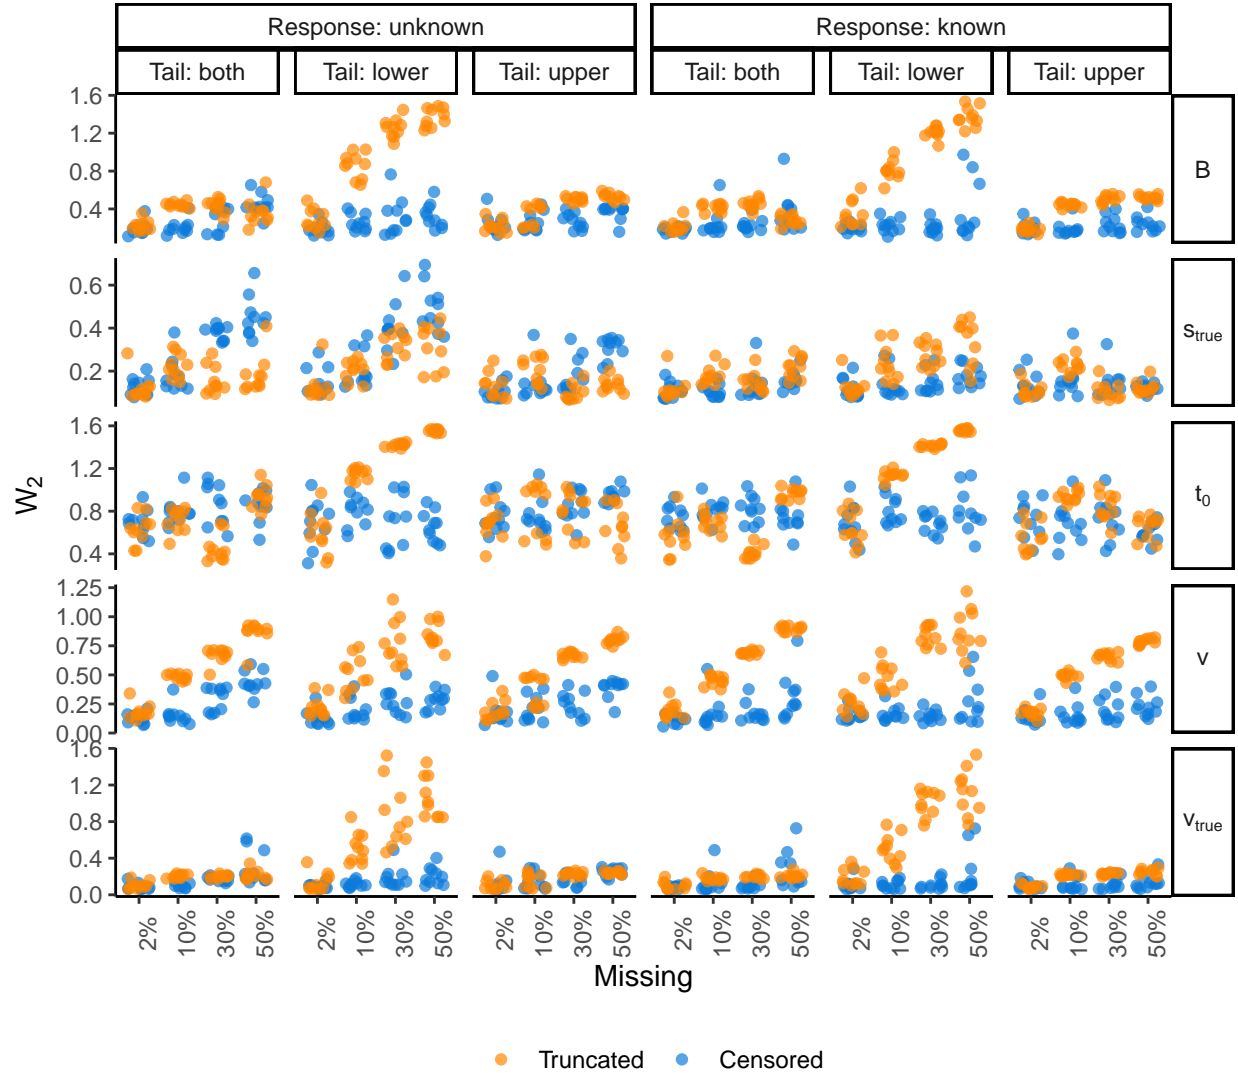 Response: unknown
Response: known
Tail: both
Tail: lower
Tail: upper
Tail: both
Tail: lower
Tail: upper
1.6
1.2
0.8
0.4
B
0.6
0.4
0.2
s_true
1.6
1.2
0.8
0.4
t_0
W_2
1.25
1.00
0.75
0.50
0.25
0.00
v
1.6
1.2
0.8
0.4
0.0
v_true
2% 10% 30% 50%
2% 10% 30% 50%
2% 10% 30% 50%
2% 10% 30% 50%
2% 10% 30% 50%
2% 10% 30% 50%
Missing
Truncated
Censored